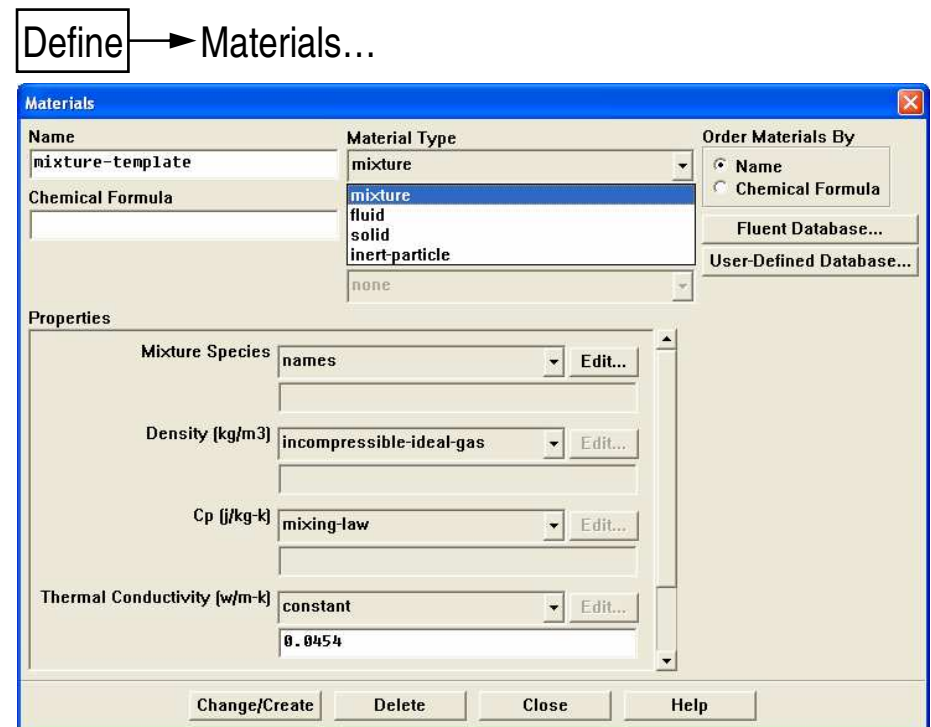 Define Materials...
Materials
Name
mixture-template
Chemical Formula
Material Type
mixture
mixture
fluid
solid
inert-particle
none
Order Materials By
Name
Chemical Formula
Fluent Database...
User-Defined Database...
Properties
Mixture Species names Edit...
Density (kg/m3) incompressible-ideal-gas Edit...
Cp (j/kg-k) mixing-law Edit...
Thermal Conductivity (w/m-k) constant Edit...
0.0454
Change/Create Delete Close Help